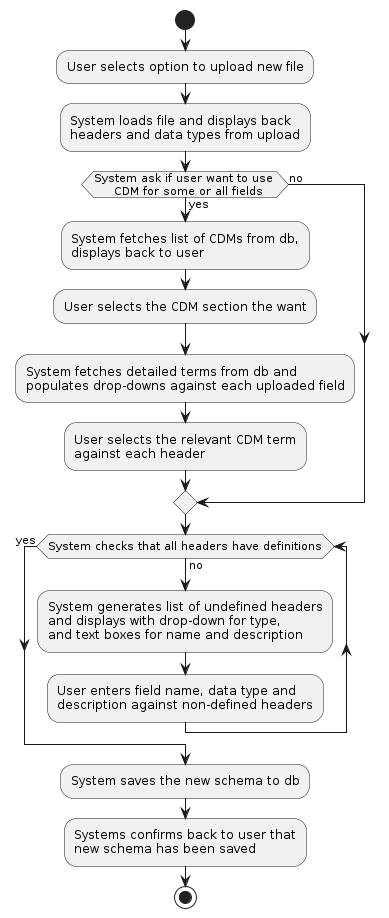 User selects option to upload new file
System loads file and displays back
headers and data types from upload
System ask if user want to use
CDM for some or all fields
no
yes
System fetches list of CDMs from db,
displays back to user
User selects the CDM section the want
System fetches detailed terms from db and
populates drop-downs against each uploaded field
User selects the relevant CDM term
against each header
yes
System checks that all headers have definitions
no
System generates list of undefined headers
and displays with drop-down for type,
and text boxes for name and description
User enters field name, data type and
description against non-defined headers
System saves the new schema to db
Systems confirms back to user that
new schema has been saved